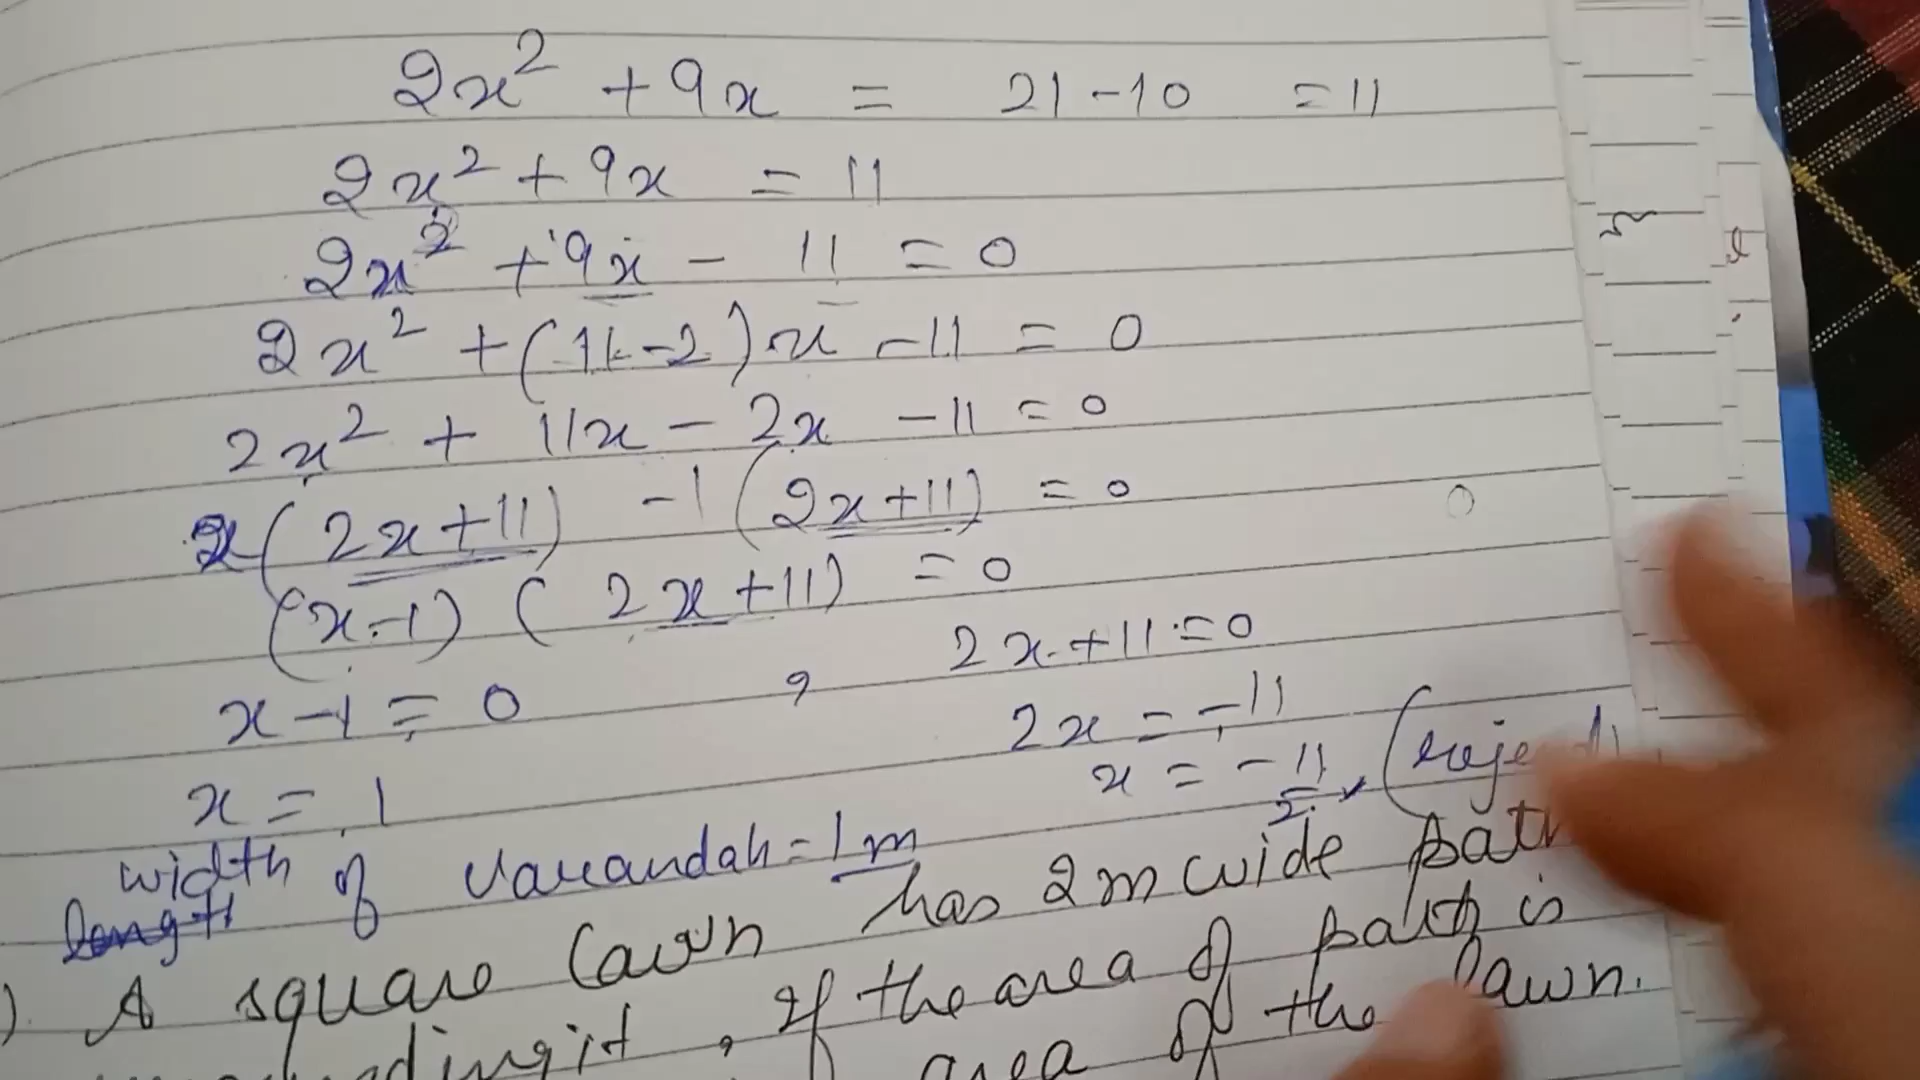 2x² + 9x = 21 - 10 = 11
2x² + 9x = 11
2x² + 9x - 11 = 0
2x² + (11 - 2)x - 11 = 0
2x² + 11x - 2x - 11 = 0
x(2x+11) -1(2x+11) = 0
(x-1) (2x+11) = 0
x-1 = 0 , 2x+11=0
2x = -11
x = 1 x = -11/2
width
length of varandah = 1m
) A square lawn has 2m wide path
it, If the area of path is
area of the lawn.